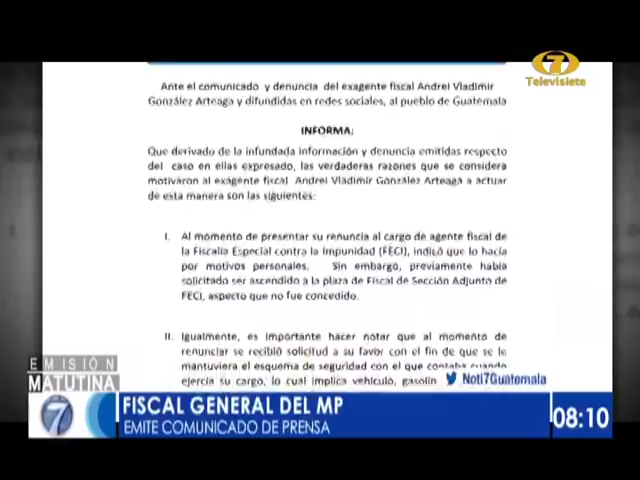 7
Televisiete
Ante el comunicado y denuncia del exagente fiscal Andrei Vladimir
González Arteaga y difundidas en redes sociales, al pueblo de Guatemala
INFORMA:
Que derivado de la infundada información y denuncia emitidas respecto
del caso en ellas expresado, las verdaderas razones que se considera
motivaron al exagente fiscal Andrei Vladimir González Arteaga a actuar
de esta manera son las siguientes:
I. Al momento de presentar su renuncia al cargo de agente fiscal de
la Fiscalía Especial contra la Impunidad (FECI), indicó que lo hacía
por motivos personales. Sin embargo, previamente había
solicitado ser ascendido a la plaza de Fiscal de Sección Adjunto de
FECI, aspecto que no fue concedido.
II. Igualmente, es importante hacer notar que al momento de
renunciar se recibió solicitud a su favor con el fin de que se le
mantuviera el esquema de seguridad con el que contaba cuando
ejercía su cargo, lo cual implica vehículo, gasolin
Noti7Guatemala
EMISIÓN
MATUTINA
7
FISCAL GENERAL DEL MP
EMITE COMUNICADO DE PRENSA
08:10